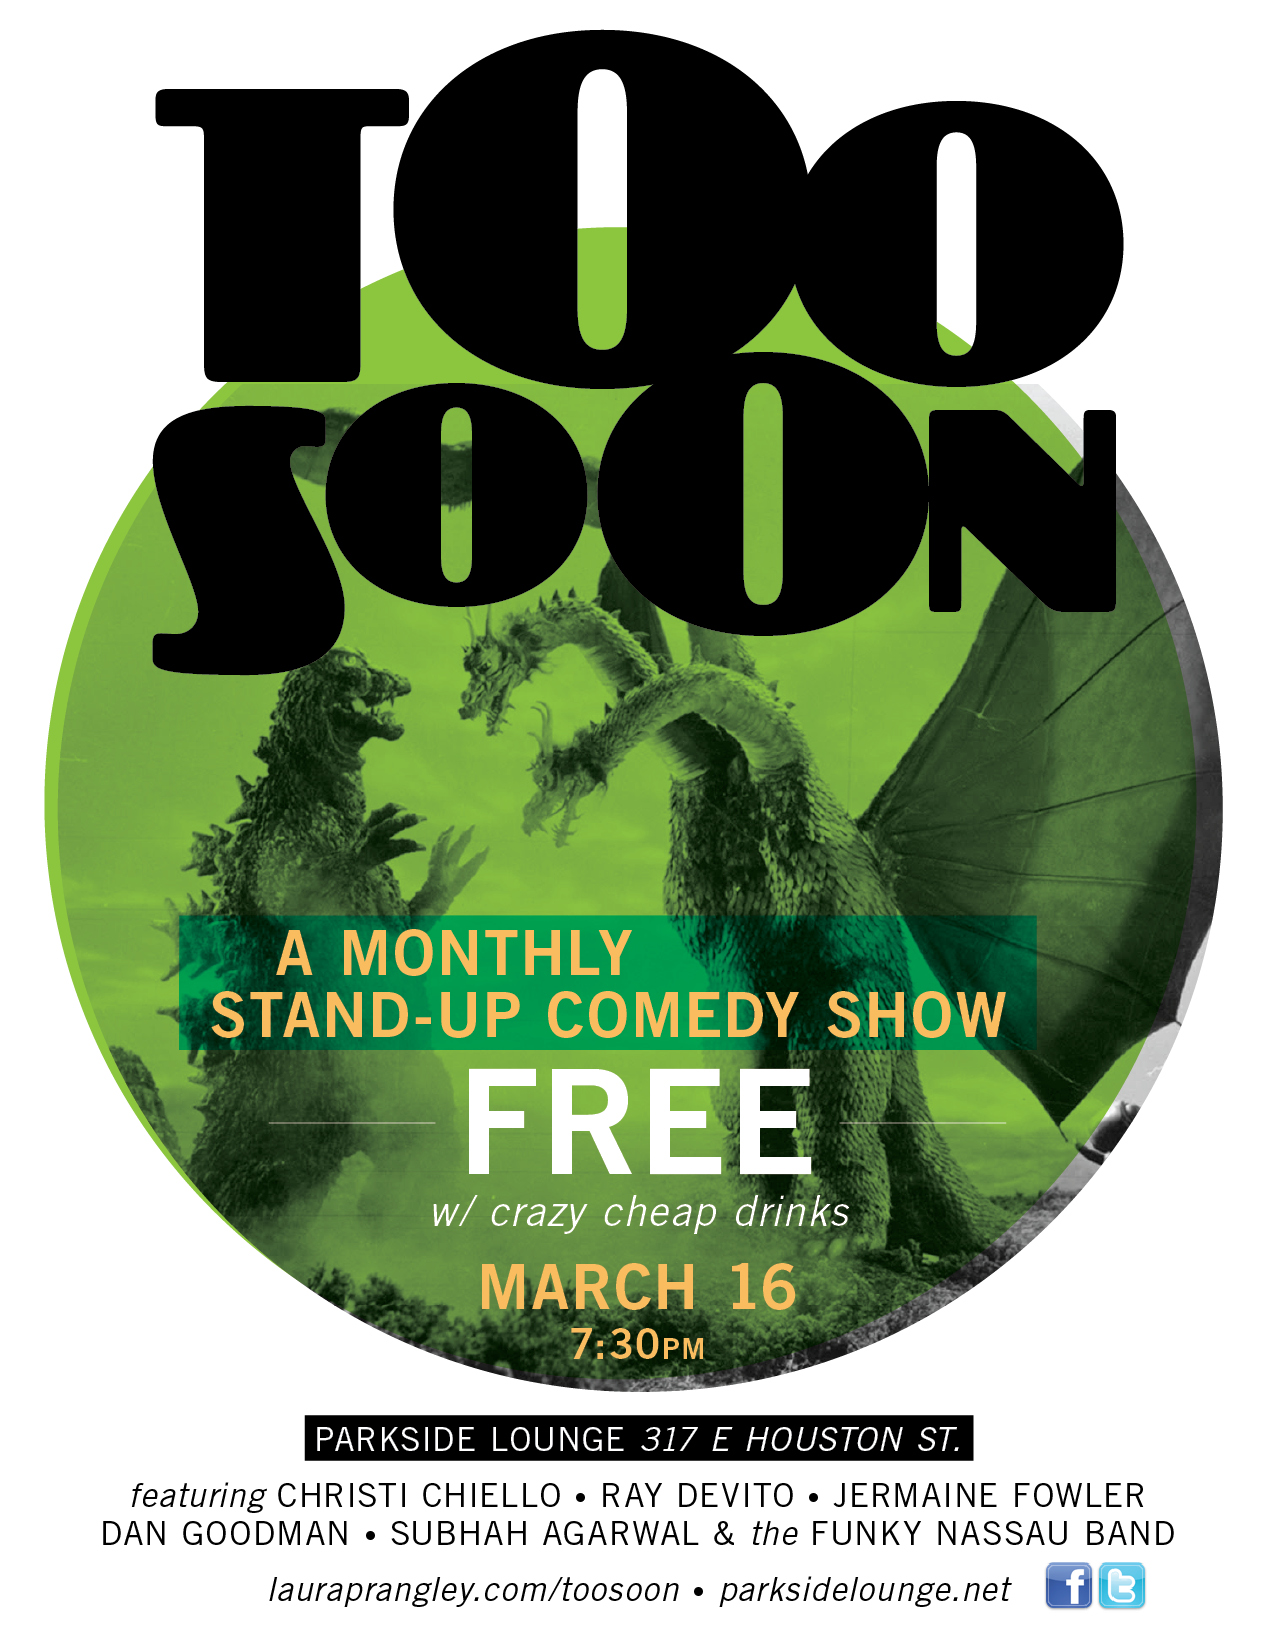 TOO
SOON
A MONTHLY
STAND-UP COMEDY SHOW
FREE
w/ crazy cheap drinks
MARCH 16
7:30PM
PARKSIDE LOUNGE 317 E HOUSTON ST.
featuring CHRISTI CHIELLO • RAY DEVITO • JERMAINE FOWLER
DAN GOODMAN • SUBHAH AGARWAL & the FUNKY NASSAU BAND
lauraprangley.com/toosoon • parksidelounge.net f t